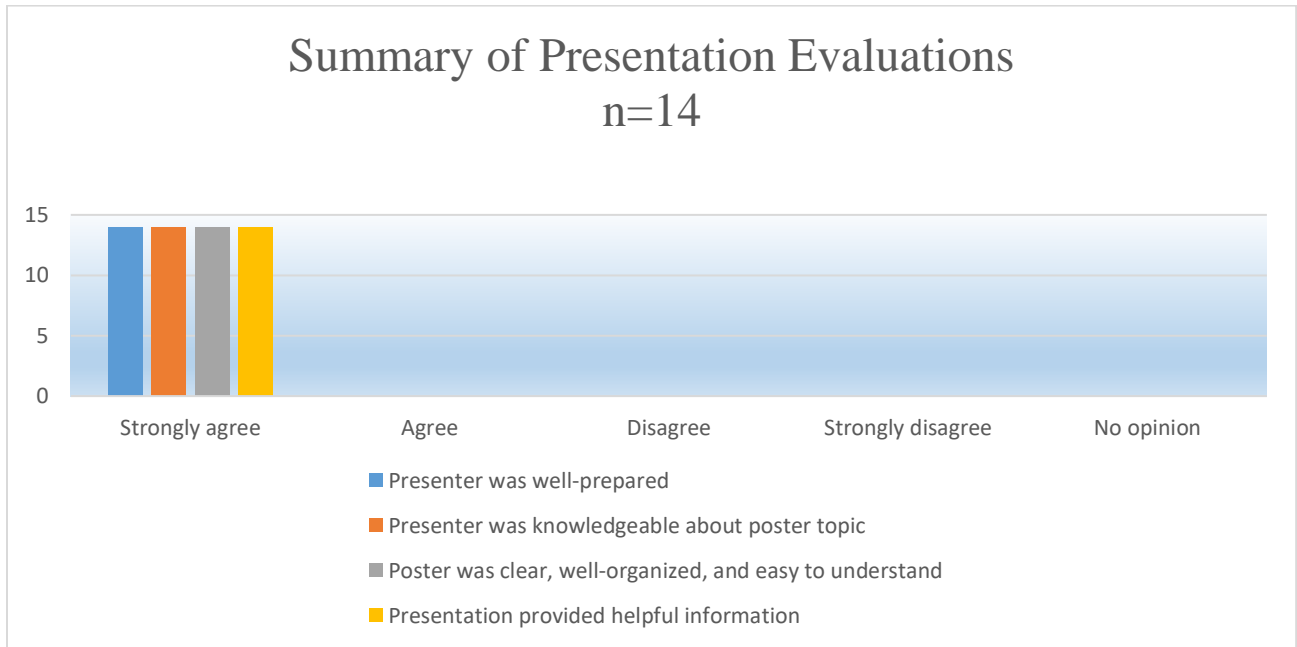 Summary of Presentation Evaluations
n=14
15
10
5
0
Strongly agree
Agree
Disagree
Strongly disagree
No opinion
Presenter was well-prepared
Presenter was knowledgeable about poster topic
Poster was clear, well-organized, and easy to understand
Presentation provided helpful information